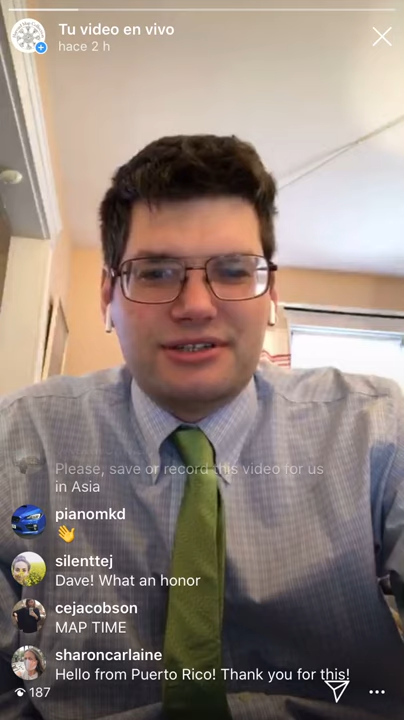 Tu video en vivo
hace 2 h
Please, save or record this video for us
in Asia
pianomkd
👋
silenttej
Dave! What an honor
cejacobson
MAP TIME
sharoncarlaine
Hello from Puerto Rico! Thank you for this!
187